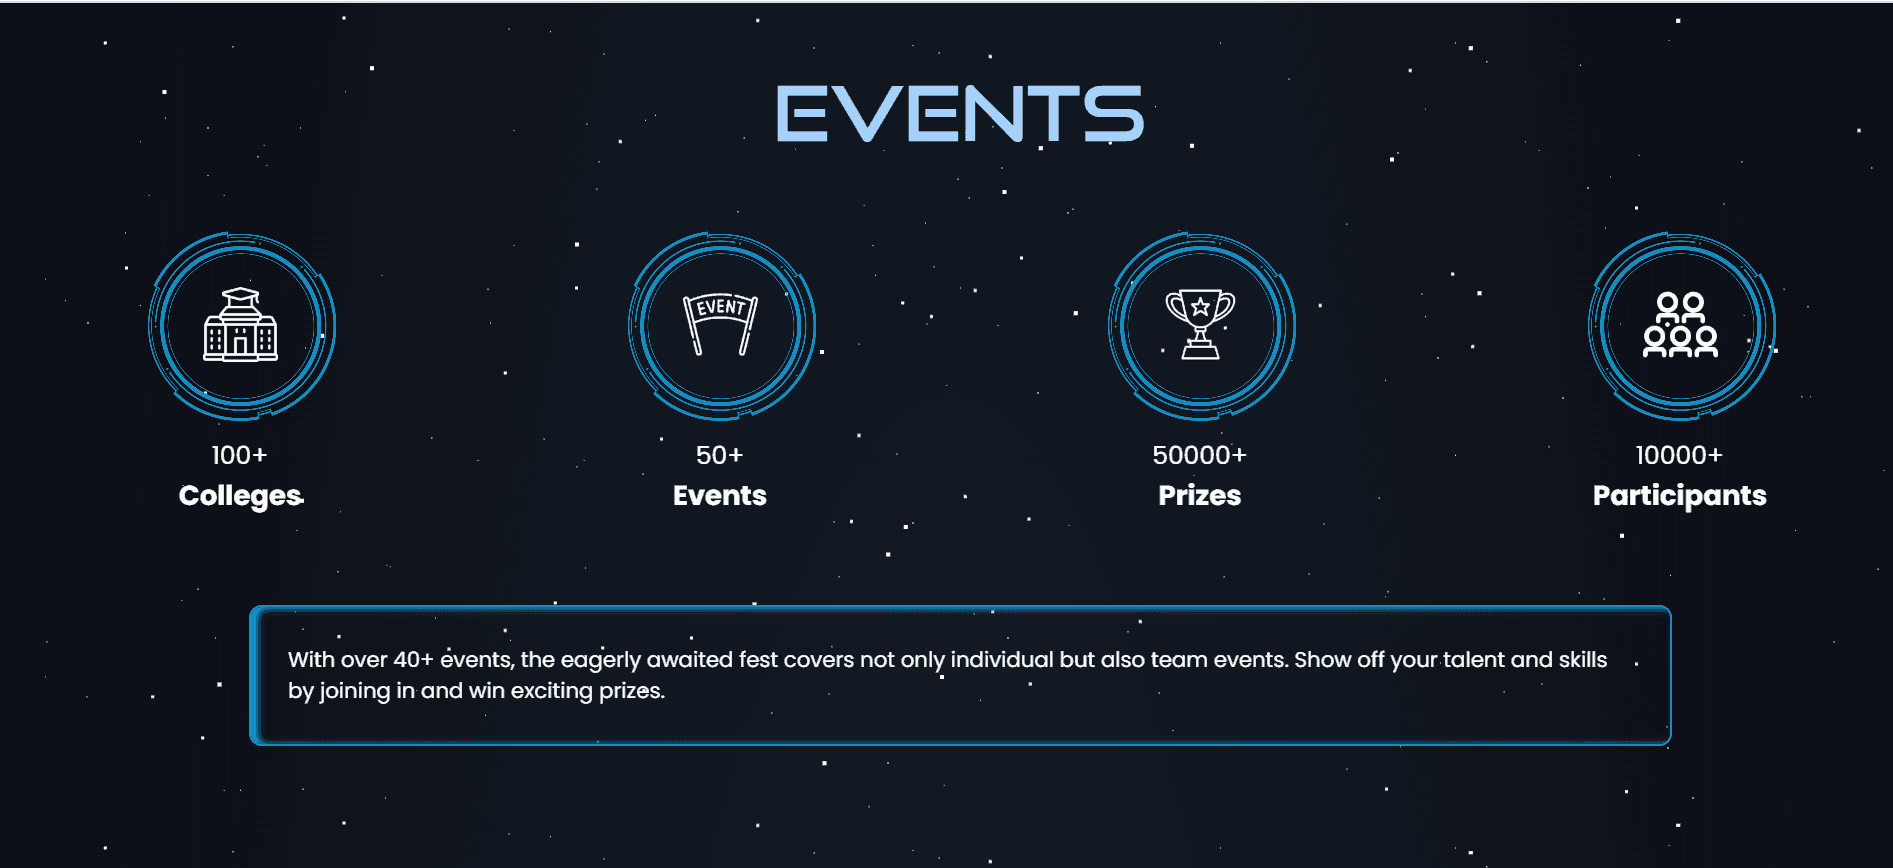 EVENTS
EVENT
100+
Colleges
50+
Events
50000+
Prizes
10000+
Participants
With over 40+ events, the eagerly awaited fest covers not only individual but also team events. Show off your talent and skills
by joining in and win exciting prizes.